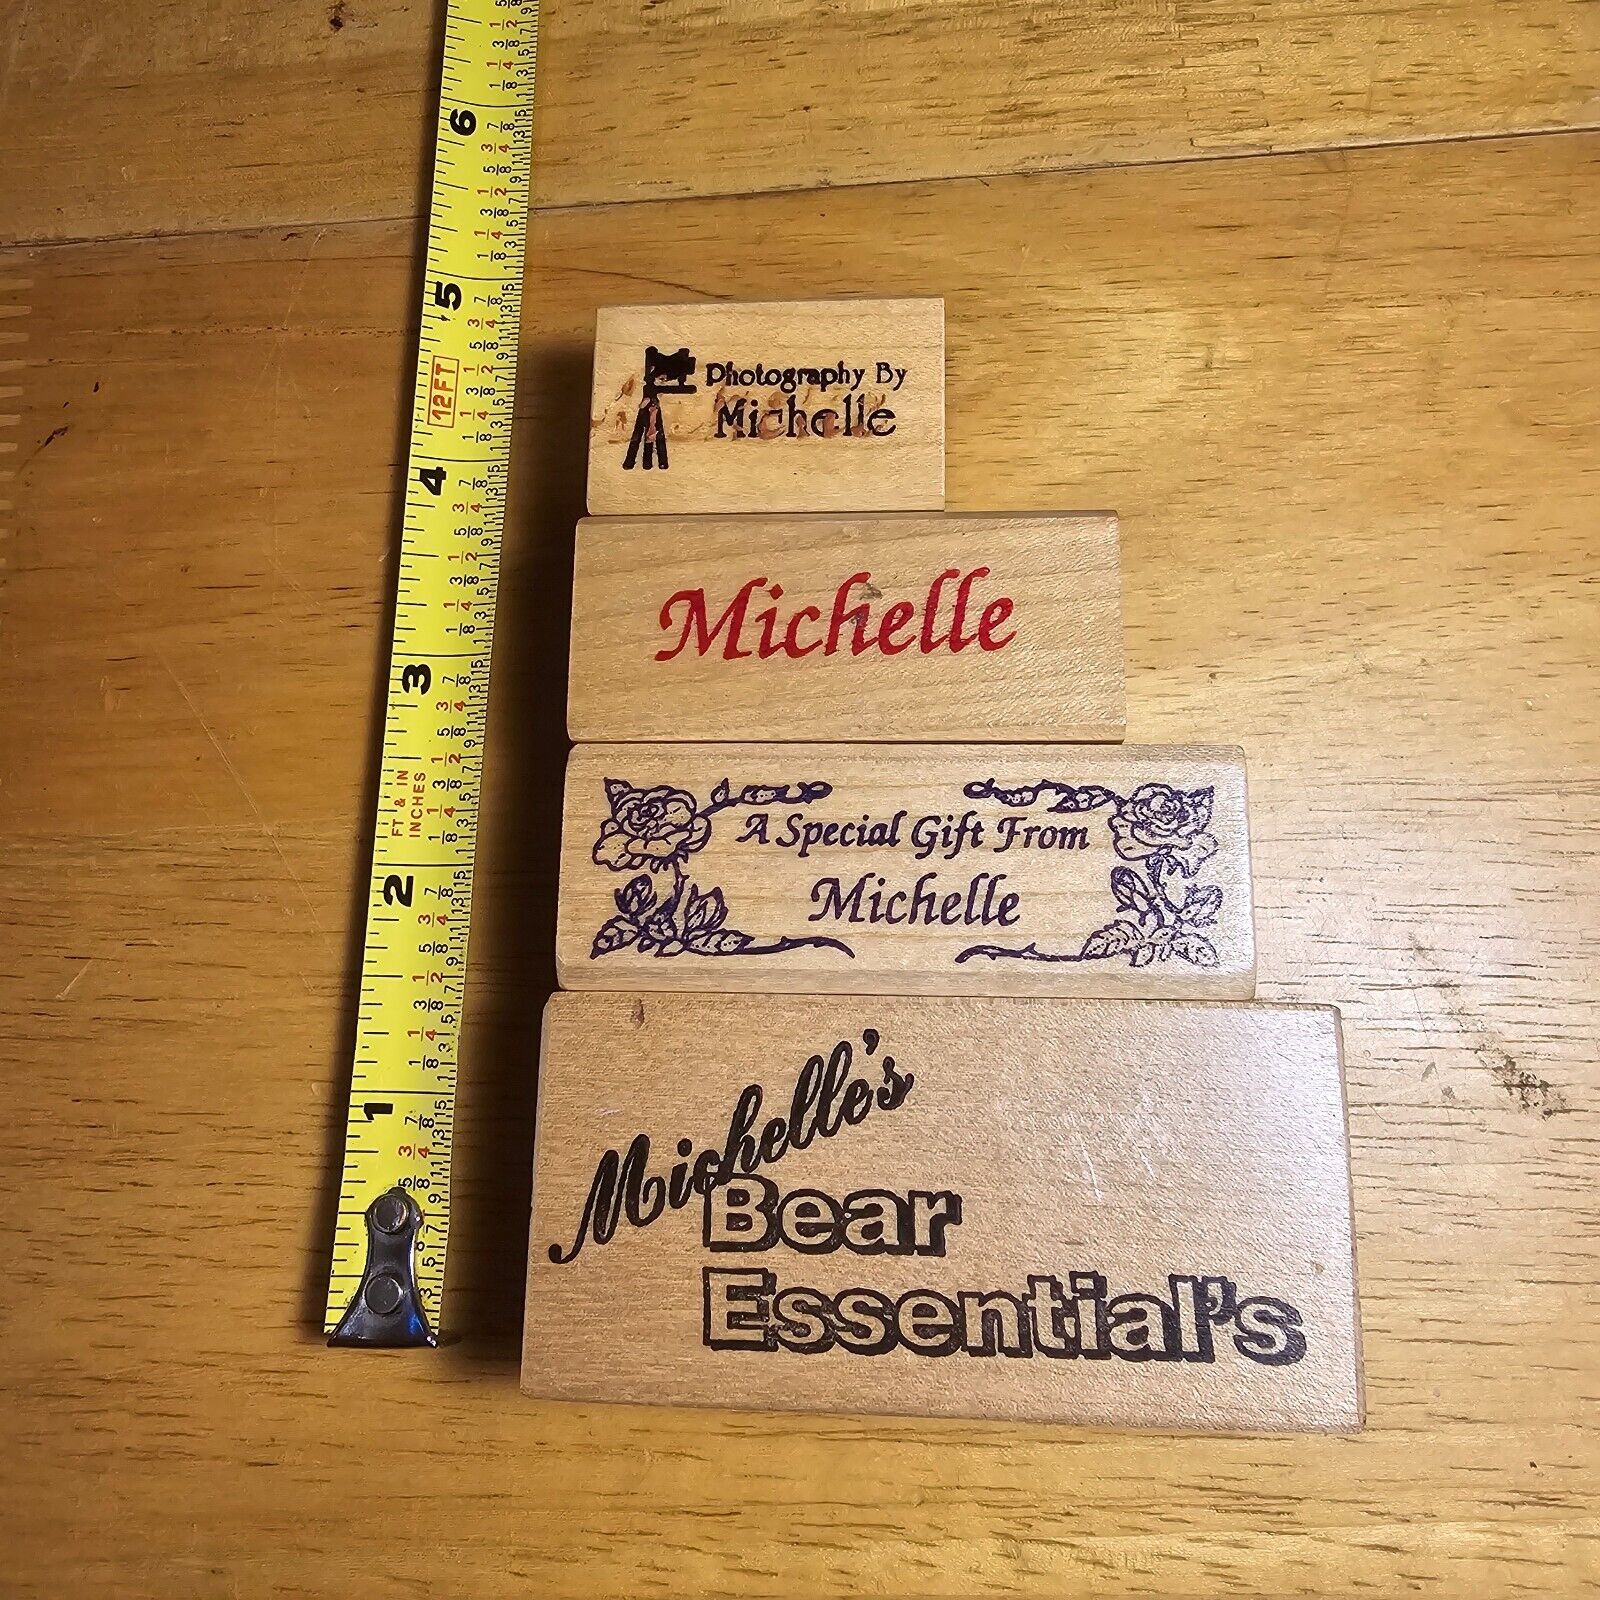 Photography By
Michelle
Michelle
A Special Gift From
Michelle
Michelle's
Bear
Essential's
6
5
12FT
4
3
FT & IN
INCHES
2
1